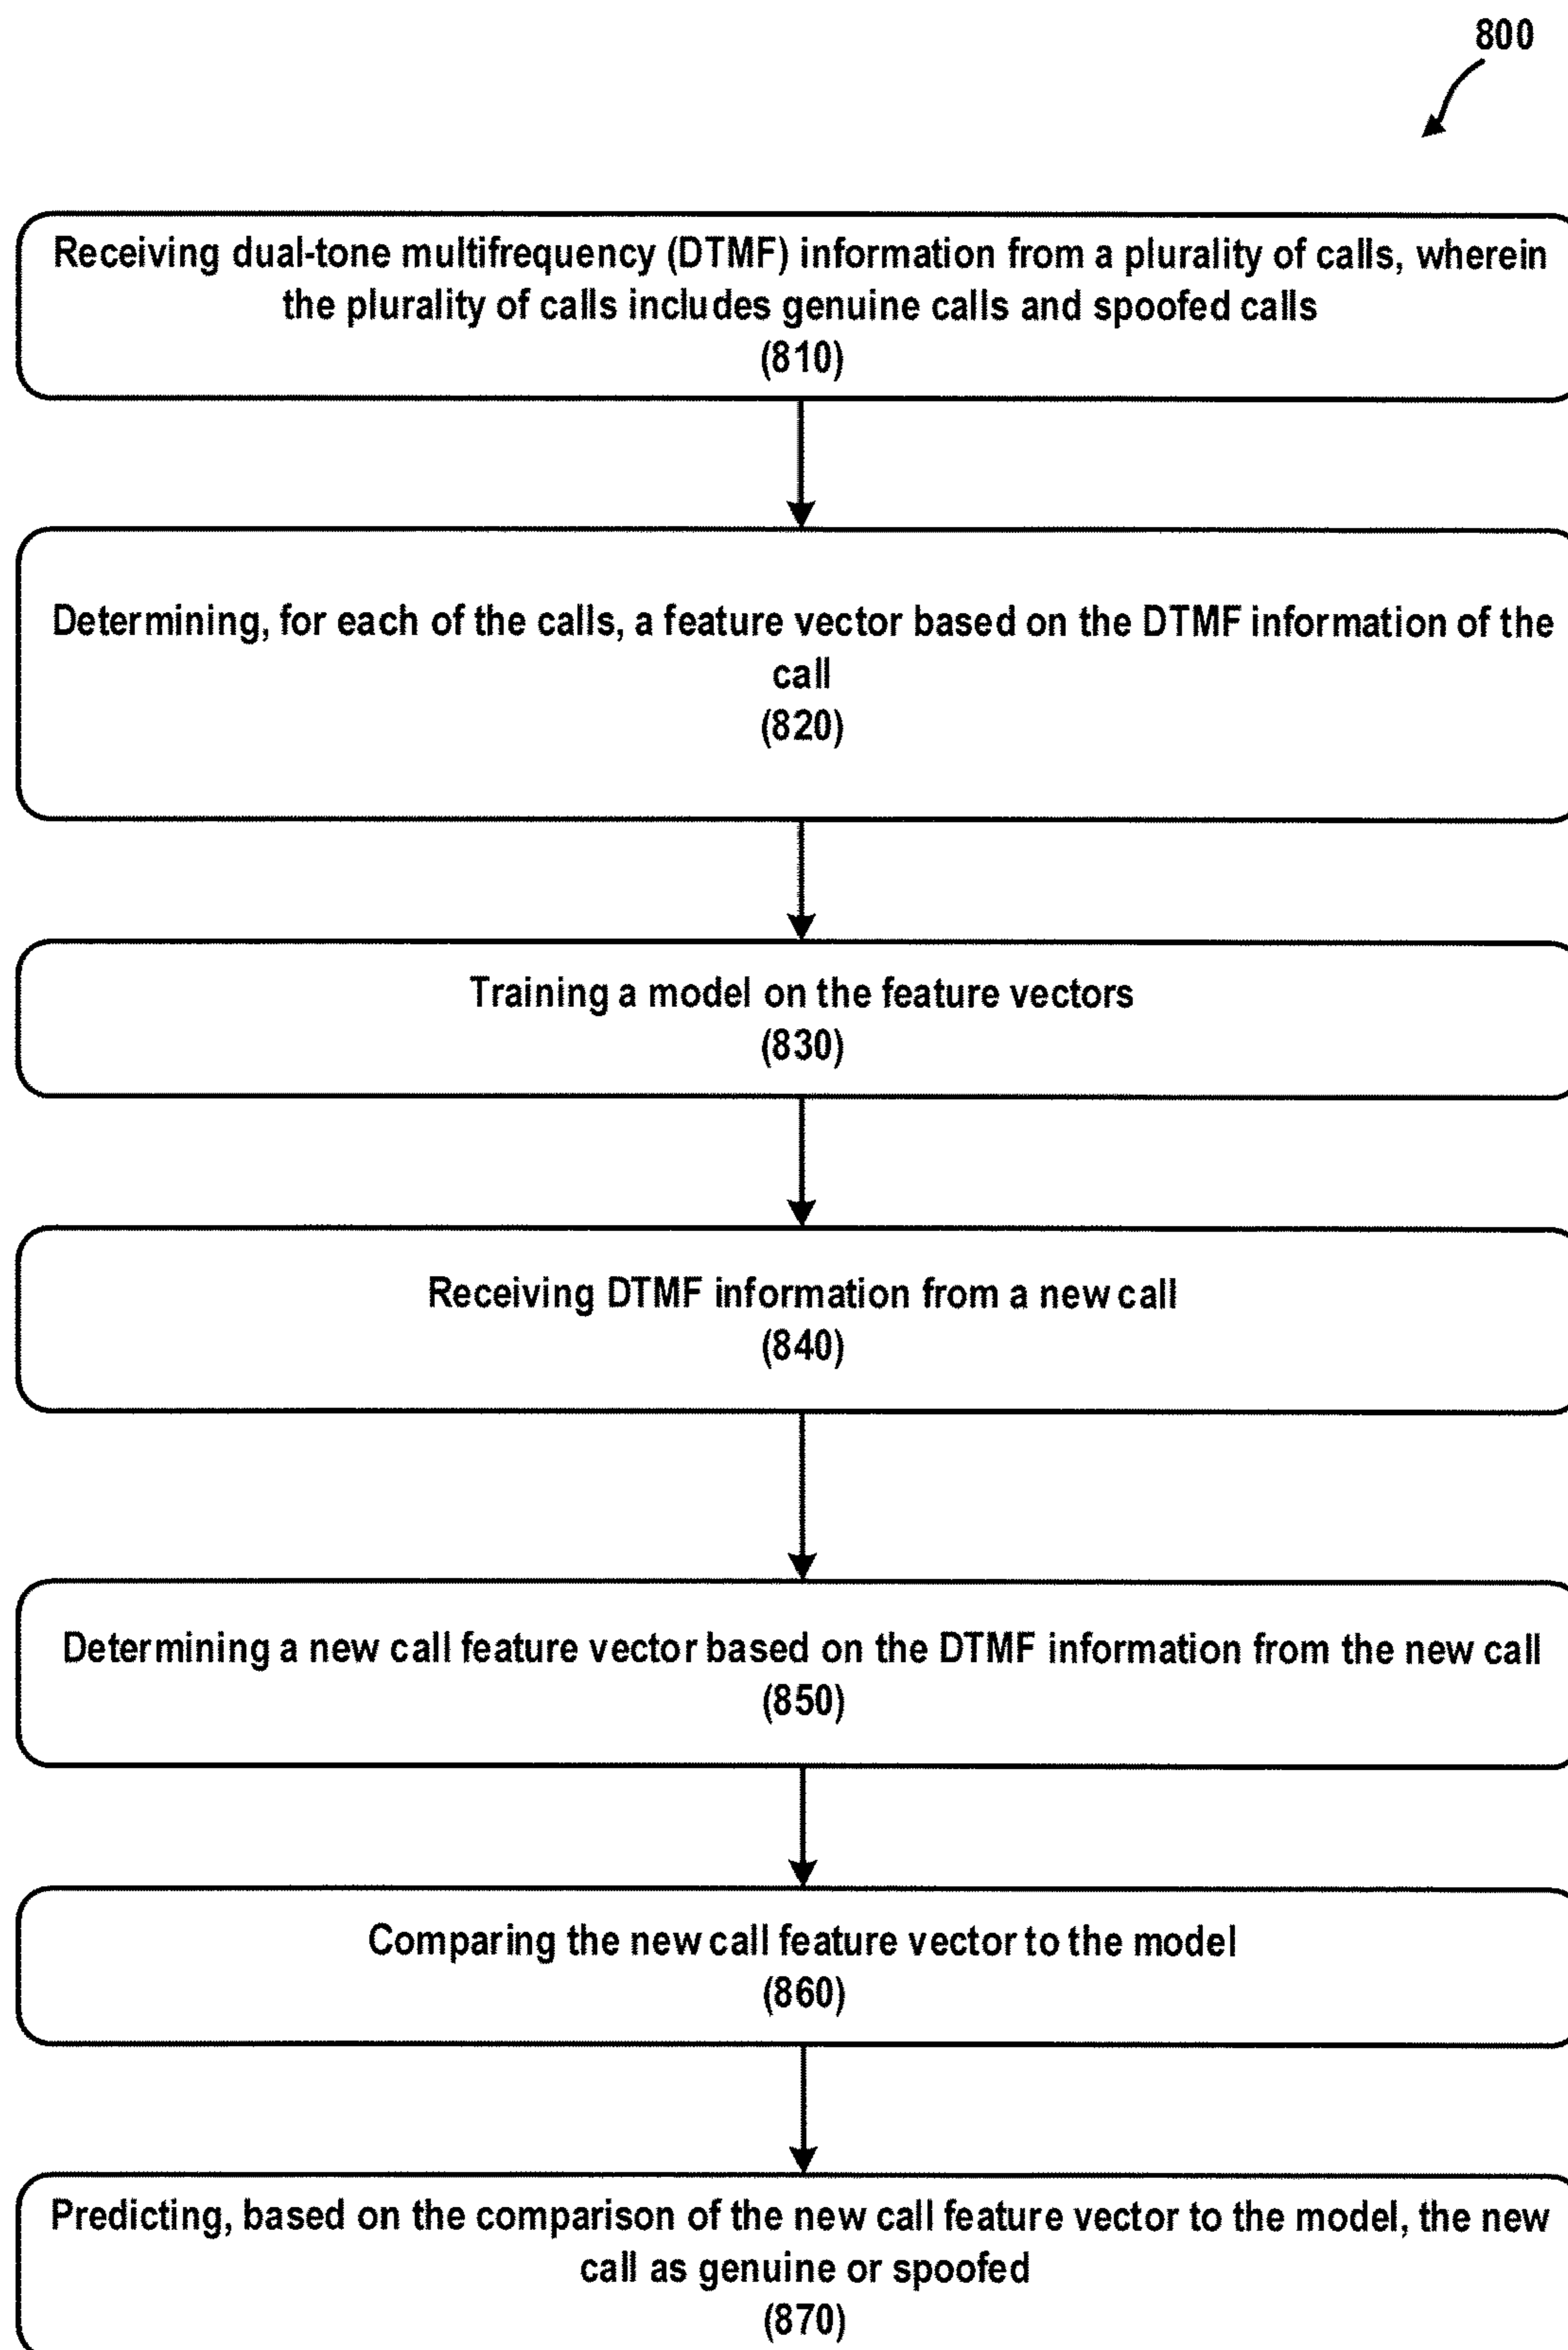 800
Receiving dual-tone multifrequency (DTMF) information from a plurality of calls, wherein
the plurality of calls includes genuine calls and spoofed calls
(810)
Determining, for each of the calls, a feature vector based on the DTMF information of the
call
(820)
Training a model on the feature vectors
(830)
Receiving DTMF information from a new call
(840)
Determining a new call feature vector based on the DTMF information from the new call
(850)
Comparing the new call feature vector to the model
(860)
Predicting, based on the comparison of the new call feature vector to the model, the new
call as genuine or spoofed
(870)